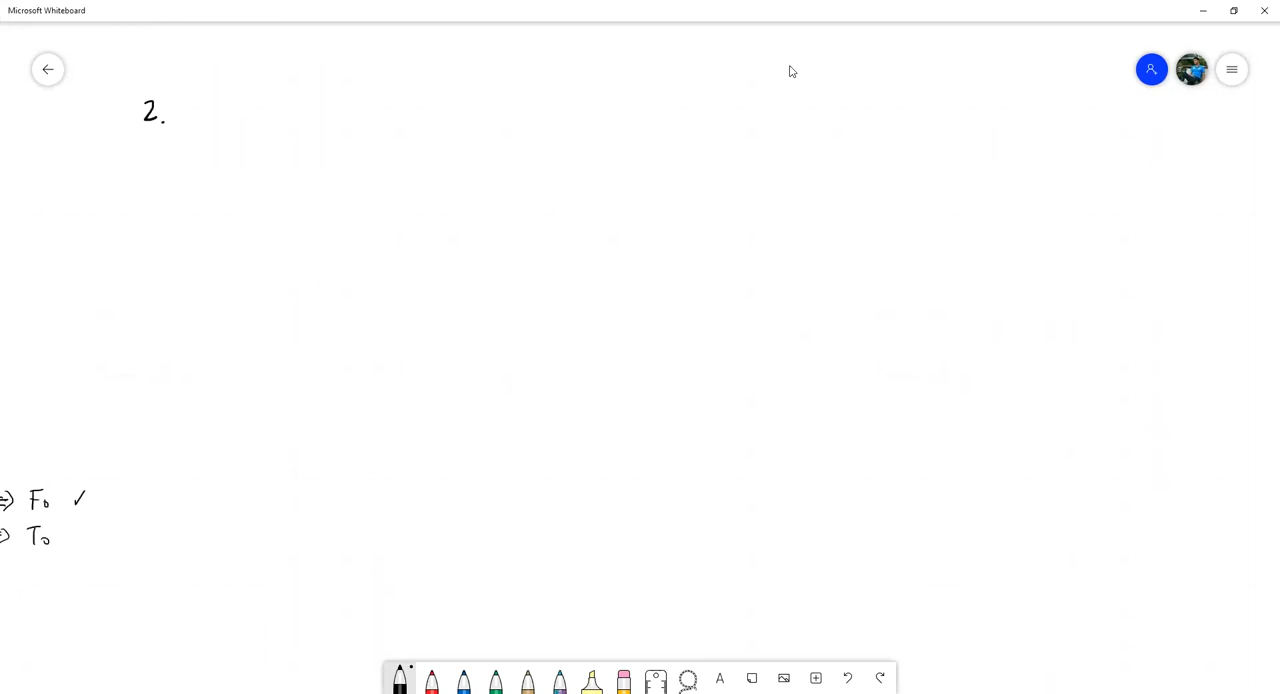 Microsoft Whiteboard
2.
⇒ F₀ ✓
⇒ T₀
A